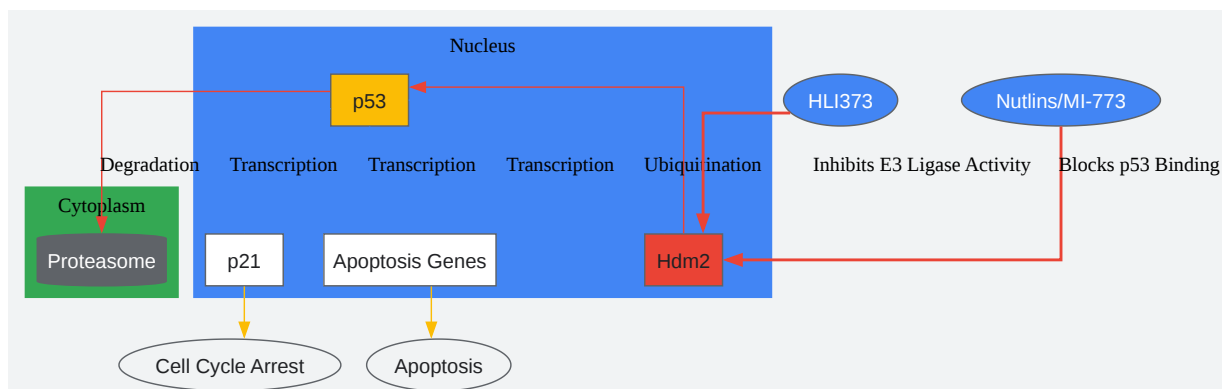 Nucleus
p53
HLI373
Nutlins/MI-773
Degradation
Transcription
Transcription
Transcription
Ubiquitination
Inhibits E3 Ligase Activity
Blocks p53 Binding
Cytoplasm
Proteasome
p21
Apoptosis Genes
Hdm2
Cell Cycle Arrest
Apoptosis